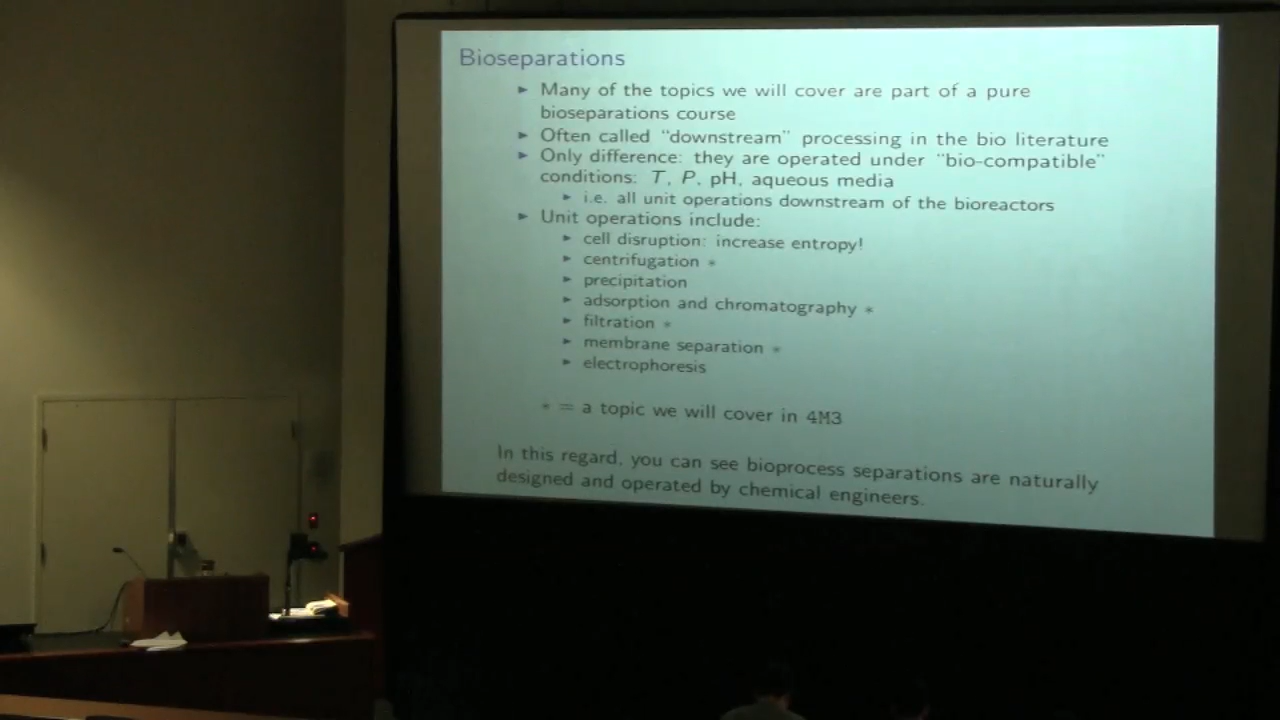 Bioseparations
► Many of the topics we will cover are part of a pure
bioseparations course
► Often called "downstream" processing in the bio literature
► Only difference: they are operated under "bio-compatible"
conditions: T, P, pH, aqueous media
► i.e. all unit operations downstream of the bioreactors
► Unit operations include:
► cell disruption: increase entropy!
► centrifugation *
► precipitation
► adsorption and chromatography *
► filtration *
► membrane separation *
► electrophoresis
* = a topic we will cover in 4M3
In this regard, you can see bioprocess separations are naturally
designed and operated by chemical engineers.